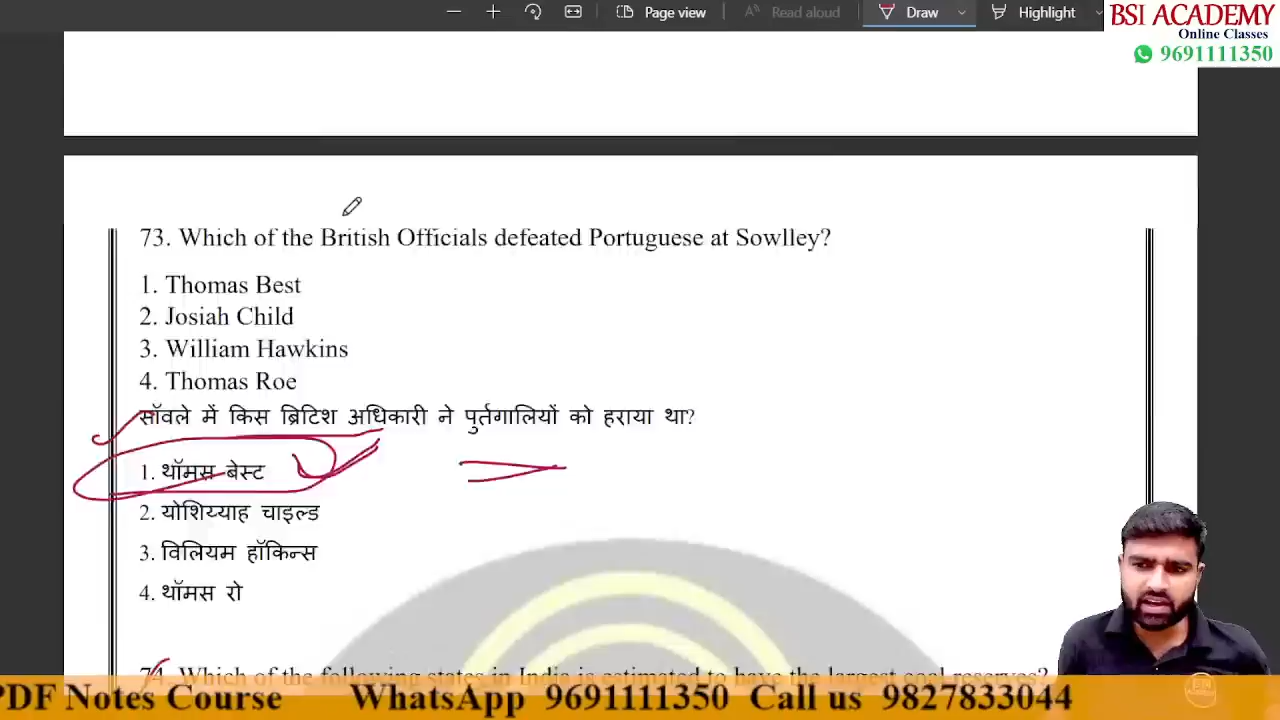 Page view
Read aloud
Draw
Highlight
BSI ACADEMY
Online Classes
9691111350
73. Which of the British Officials defeated Portuguese at Sowlley?
1. Thomas Best
2. Josiah Child
3. William Hawkins
4. Thomas Roe
सॉवले में किस ब्रिटिश अधिकारी ने पुर्तगालियों को हराया था?
1. थॉमस बेस्ट
2. योशिय्याह चाइल्ड
3. विलियम हॉकिन्स
4. थॉमस रो
74. Which of the following states in India is estimated to have the largest coal reserves?
PDF Notes Course WhatsApp 9691111350 Call us 9827833044